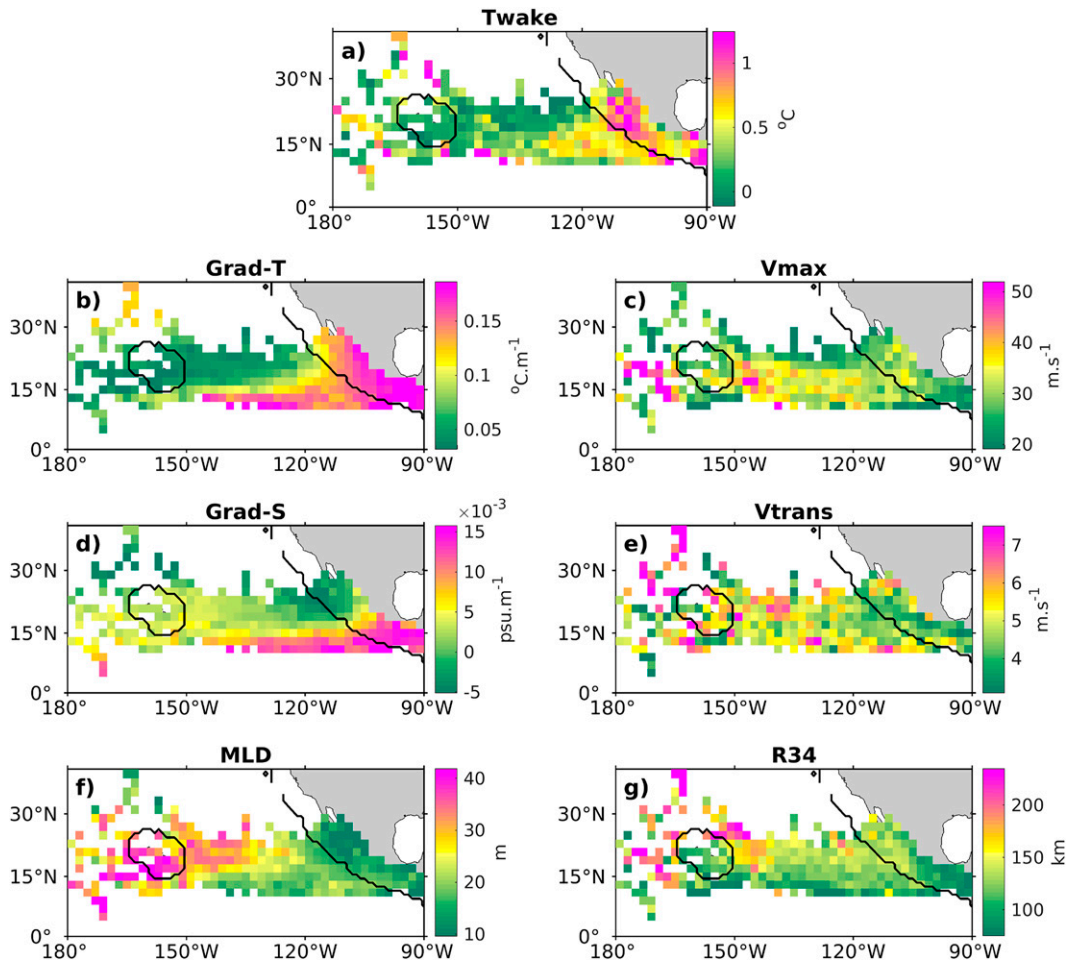 Twake
a)
30°N
15°N
0°
180°
150°W
120°W
90°W
1
0.5
0
°C
Grad-T
b)
30°N
15°N
0°
180°
150°W
120°W
90°W
0.15
0.1
0.05
°C.m⁻¹
Vmax
c)
30°N
15°N
0°
180°
150°W
120°W
90°W
50
40
30
20
m.s⁻¹
Grad-S
d)
30°N
15°N
0°
180°
150°W
120°W
90°W
×10⁻³
15
10
5
0
-5
psu.m⁻¹
Vtrans
e)
30°N
15°N
0°
180°
150°W
120°W
90°W
7
6
5
4
m.s⁻¹
MLD
f)
30°N
15°N
0°
180°
150°W
120°W
90°W
40
30
20
10
m
R34
g)
30°N
15°N
0°
180°
150°W
120°W
90°W
200
150
100
km